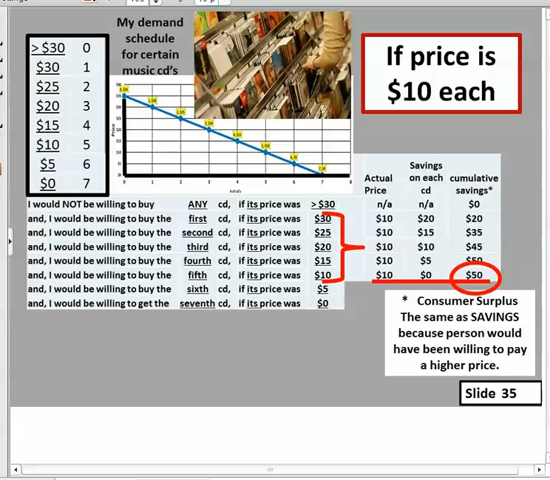 My demand
schedule
for certain
music cd's
> $30 0
$30 1
$25 2
$20 3
$15 4
$10 5
$5 6
$0 7
If price is
$10 each
Actual
Price
Savings
on each
cd
cumulative
savings*
I would NOT be willing to buy ANY cd, if its price was > $30 n/a n/a $0
and, I would be willing to buy the first cd, if its price was $30 $10 $20 $20
and, I would be willing to buy the second cd, if its price was $25 $10 $15 $35
and, I would be willing to buy the third cd, if its price was $20 $10 $10 $45
and, I would be willing to buy the fourth cd, if its price was $15 $10 $5 $50
and, I would be willing to buy the fifth cd, if its price was $10 $10 $0 $50
and, I would be willing to buy the sixth cd, if its price was $5
and, I would be willing to get the seventh cd, if its price was $0
* Consumer Surplus
The same as SAVINGS
because person would
have been willing to pay
a higher price.
Slide 35